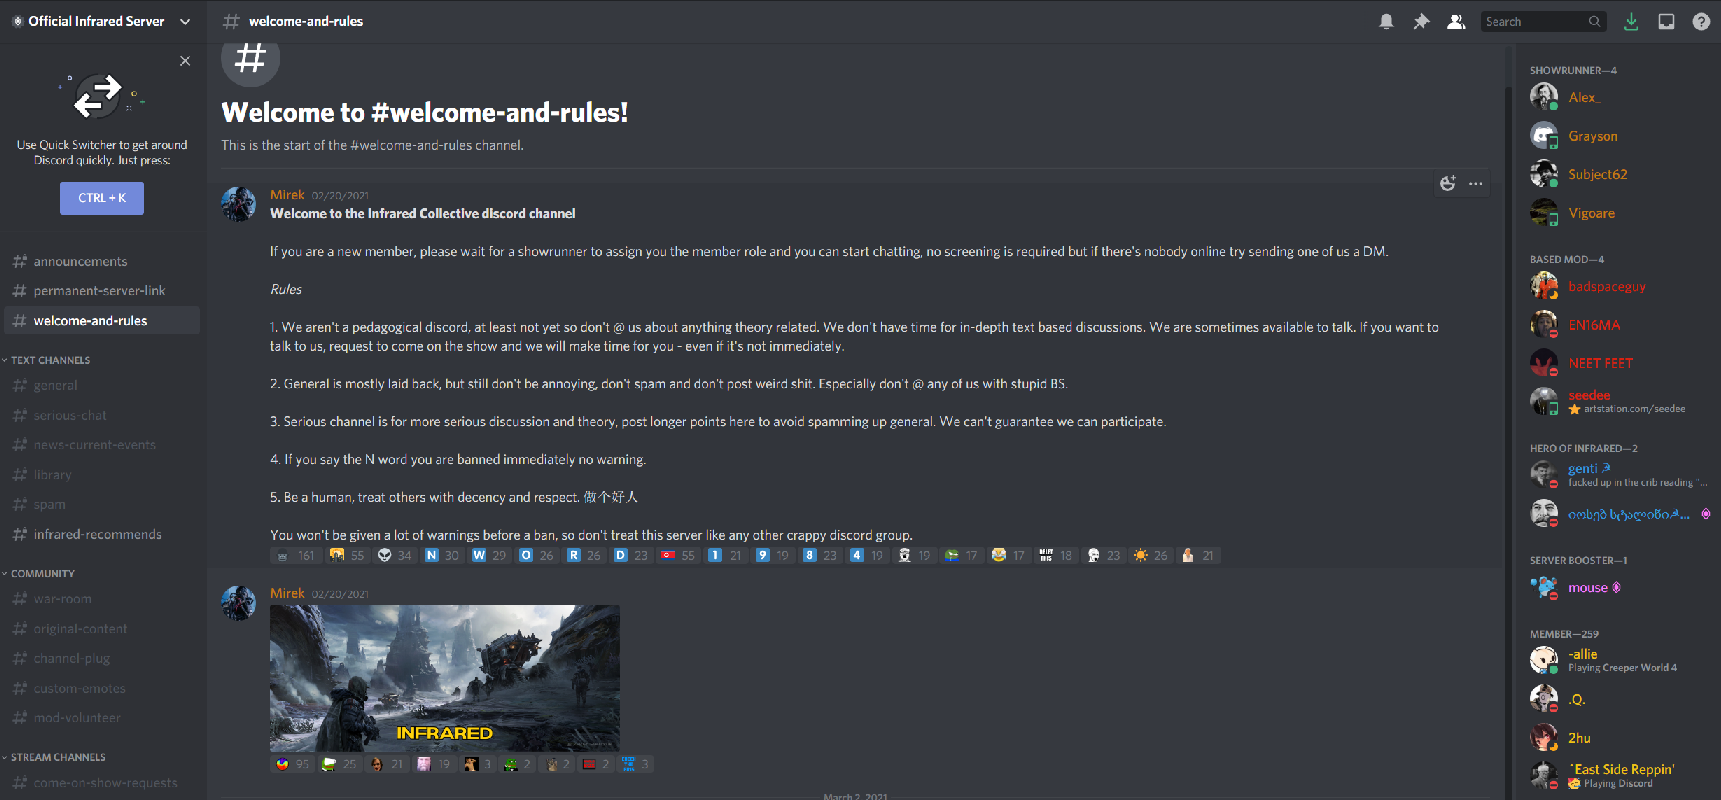 Official Infrared Server
welcome-and-rules
Search
Use Quick Switcher to get around
Discord quickly. Just press:
CTRL + K
announcements
permanent-server-link
welcome-and-rules
TEXT CHANNELS
general
serious-chat
news-current-events
library
spam
infrared-recommends
COMMUNITY
war-room
original-content
channel-plug
custom-emotes
mod-volunteer
STREAM CHANNELS
come-on-show-requests
Welcome to #welcome-and-rules!
This is the start of the #welcome-and-rules channel.
Mirek 02/20/2021
Welcome to the Infrared Collective discord channel
If you are a new member, please wait for a showrunner to assign you the member role and you can start chatting, no screening is required but if there's nobody online try sending one of us a DM.
Rules
1. We aren't a pedagogical discord, at least not yet so don't @ us about anything theory related. We don't have time for in-depth text based discussions. We are sometimes available to talk. If you want to
talk to us, request to come on the show and we will make time for you - even if it's not immediately.
2. General is mostly laid back, but still don't be annoying, don't spam and don't post weird shit. Especially don't @ any of us with stupid BS.
3. Serious channel is for more serious discussion and theory, post longer points here to avoid spamming up general. We can't guarantee we can participate.
4. If you say the N word you are banned immediately no warning.
5. Be a human, treat others with decency and respect. 做个好人
You won't be given a lot of warnings before a ban, so don't treat this server like any other crappy discord group.
161 55 34 N 30 W 29 O 26 R 26 D 23 55 1 21 9 19 8 23 4 19 19 17 17 18 23 26 21
Mirek 02/20/2021
INFRARED
95 25 21 19 3 2 2 2 3
March 2, 2021
SHOWRUNNER—4
Alex_
Grayson
Subject62
Vigoare
BASED MOD—4
badspaceguy
EN16MA
NEET FEET
seedee
artstation.com/seedee
HERO OF INFRARED—2
genti
fucked up in the crib reading "...
SERVER BOOSTER—1
mouse
MEMBER—259
-allie
Playing Creeper World 4
.Q.
2hu
`East Side Reppin'
Playing Discord